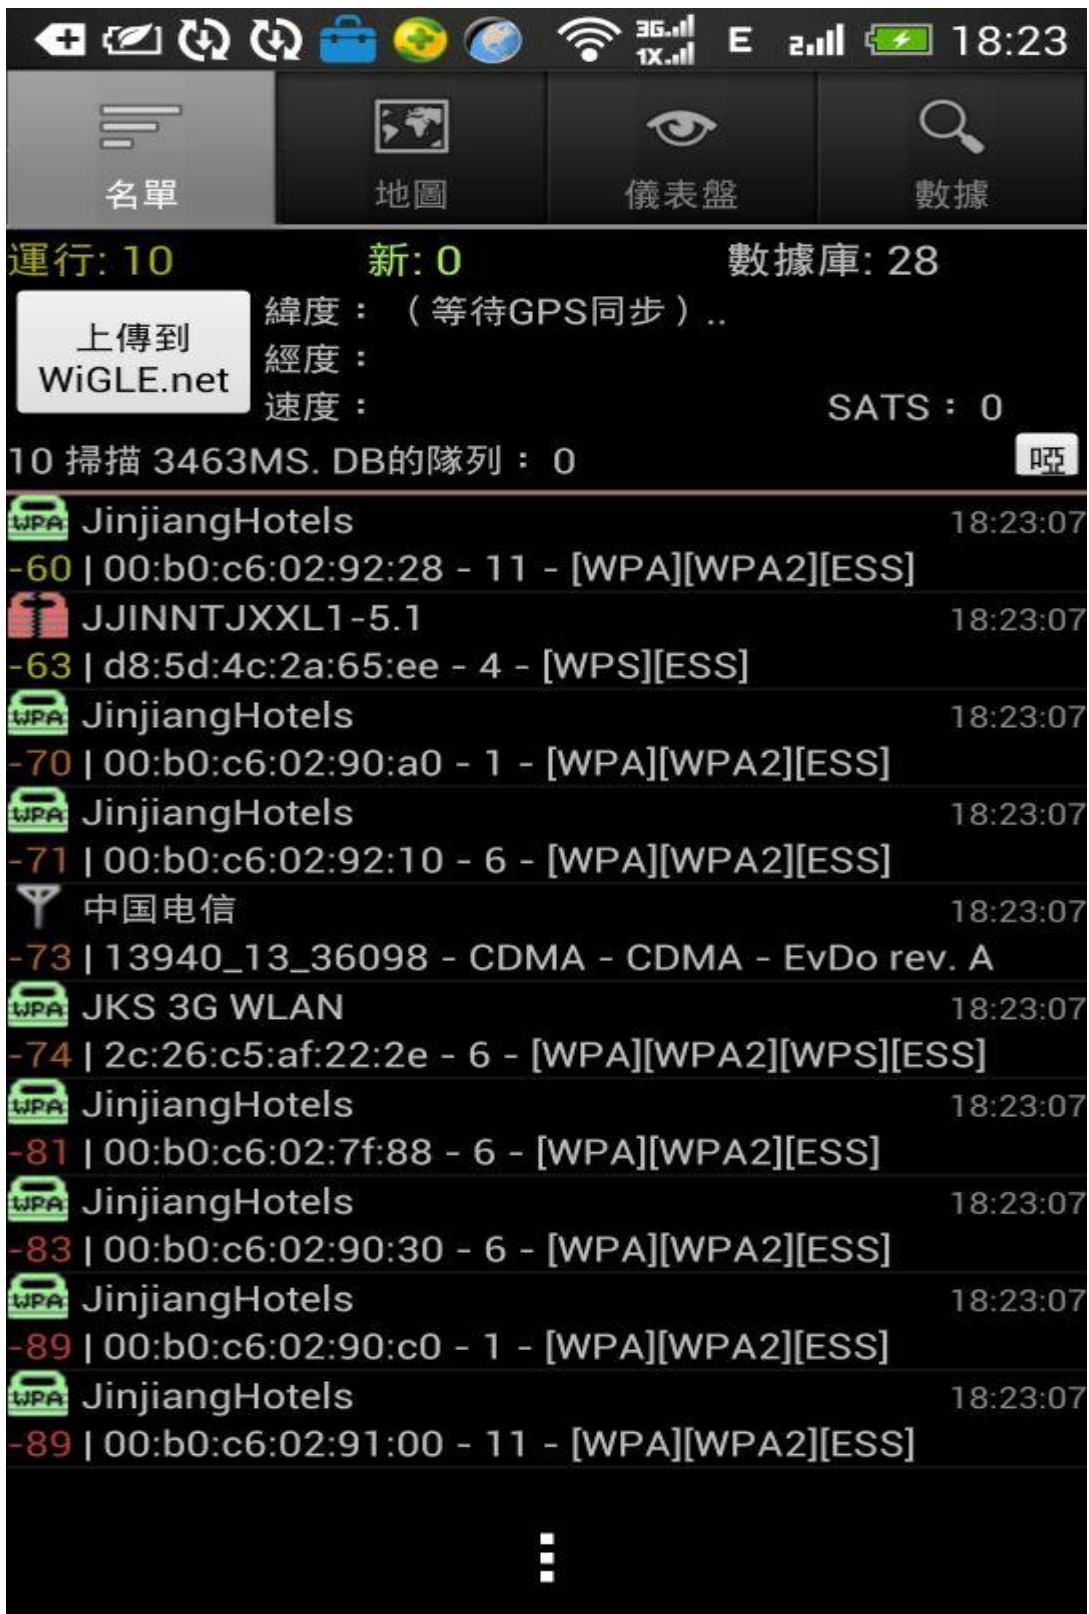 3G 1X E 2 18:23
名單 地圖 儀表盤 數據
運行: 10 新: 0 數據庫: 28
上傳到
WiGLE.net
緯度： （等待GPS同步）..
經度：
速度： SATS： 0
10 掃描 3463MS. DB的隊列： 0 啞
WPA JinjiangHotels 18:23:07
-60 | 00:b0:c6:02:92:28 - 11 - [WPA][WPA2][ESS]
JJINNTJXXL1-5.1 18:23:07
-63 | d8:5d:4c:2a:65:ee - 4 - [WPS][ESS]
WPA JinjiangHotels 18:23:07
-70 | 00:b0:c6:02:90:a0 - 1 - [WPA][WPA2][ESS]
WPA JinjiangHotels 18:23:07
-71 | 00:b0:c6:02:92:10 - 6 - [WPA][WPA2][ESS]
中国电信 18:23:07
-73 | 13940_13_36098 - CDMA - CDMA - EvDo rev. A
WPA JKS 3G WLAN 18:23:07
-74 | 2c:26:c5:af:22:2e - 6 - [WPA][WPA2][WPS][ESS]
WPA JinjiangHotels 18:23:07
-81 | 00:b0:c6:02:7f:88 - 6 - [WPA][WPA2][ESS]
WPA JinjiangHotels 18:23:07
-83 | 00:b0:c6:02:90:30 - 6 - [WPA][WPA2][ESS]
WPA JinjiangHotels 18:23:07
-89 | 00:b0:c6:02:90:c0 - 1 - [WPA][WPA2][ESS]
WPA JinjiangHotels 18:23:07
-89 | 00:b0:c6:02:91:00 - 11 - [WPA][WPA2][ESS]